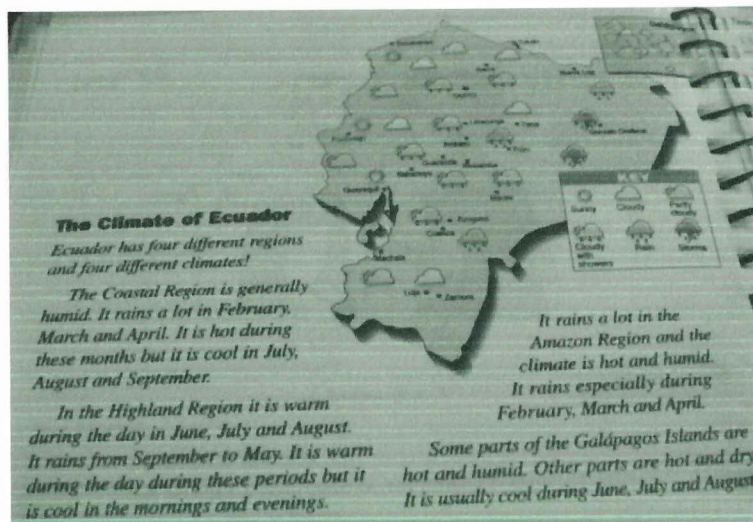 The Climate of Ecuador
Ecuador has four different regions
and four different climates!
The Coastal Region is generally
humid. It rains a lot in February,
March and April. It is hot during
these months but it is cool in July,
August and September.
In the Highland Region it is warm
during the day in June, July and August.
It rains from September to May. It is warm
during the day during these periods but it
is cool in the mornings and evenings.
Machala
Loja
Zamora
KEY
Sunny
Cloudy
Partly
cloudy
Cloudy
with
showers
Rain
Storms
It rains a lot in the
Amazon Region and the
climate is hot and humid.
It rains especially during
February, March and April.
Some parts of the Galápagos Islands are
hot and humid. Other parts are hot and dry.
It is usually cool during June, July and August